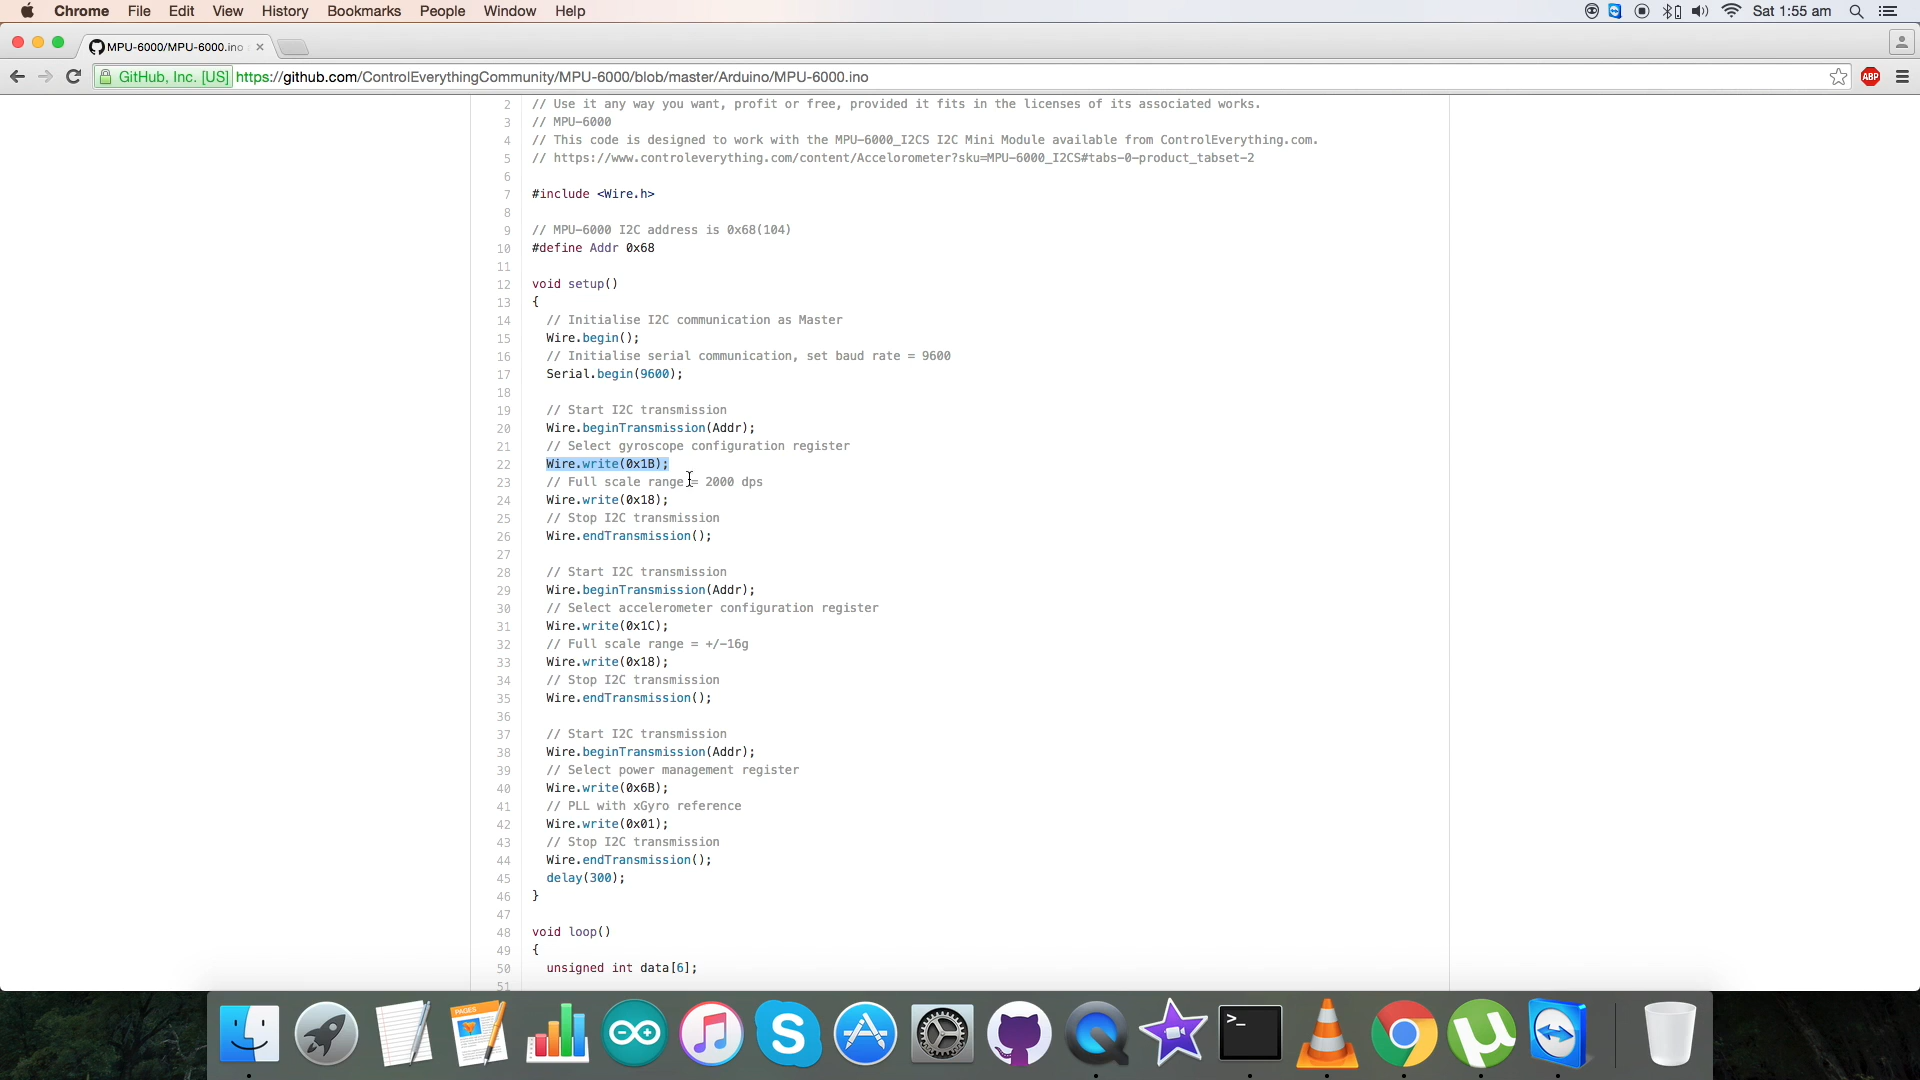 Chrome File Edit View History Bookmarks People Window Help Sat 1:55 am
MPU-6000/MPU-6000.ino
GitHub, Inc. [US] https://github.com/ControlEverythingCommunity/MPU-6000/blob/master/Arduino/MPU-6000.ino ABP
2 // Use it any way you want, profit or free, provided it fits in the licenses of its associated works.
3 // MPU-6000
4 // This code is designed to work with the MPU-6000_I2CS I2C Mini Module available from ControlEverything.com.
5 // https://www.controleverything.com/content/Accelorometer?sku=MPU-6000_I2CS#tabs-0-product_tabset-2
6
7 #include <Wire.h>
8
9 // MPU-6000 I2C address is 0x68(104)
10 #define Addr 0x68
11
12 void setup()
13 {
14 // Initialise I2C communication as Master
15 Wire.begin();
16 // Initialise serial communication, set baud rate = 9600
17 Serial.begin(9600);
18
19 // Start I2C transmission
20 Wire.beginTransmission(Addr);
21 // Select gyroscope configuration register
22 Wire.write(0x1B);
23 // Full scale range = 2000 dps
24 Wire.write(0x18);
25 // Stop I2C transmission
26 Wire.endTransmission();
27
28 // Start I2C transmission
29 Wire.beginTransmission(Addr);
30 // Select accelerometer configuration register
31 Wire.write(0x1C);
32 // Full scale range = +/-16g
33 Wire.write(0x18);
34 // Stop I2C transmission
35 Wire.endTransmission();
36
37 // Start I2C transmission
38 Wire.beginTransmission(Addr);
39 // Select power management register
40 Wire.write(0x6B);
41 // PLL with xGyro reference
42 Wire.write(0x01);
43 // Stop I2C transmission
44 Wire.endTransmission();
45 delay(300);
46 }
47
48 void loop()
49 {
50 unsigned int data[6];
51
PAGES